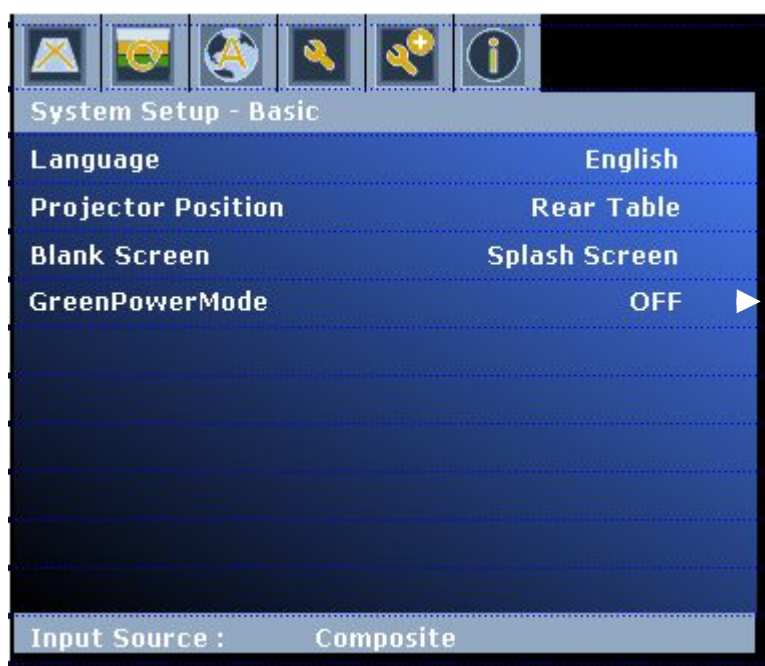 System Setup - Basic
Language English
Projector Position Rear Table
Blank Screen Splash Screen
GreenPowerMode OFF
Input Source : Composite